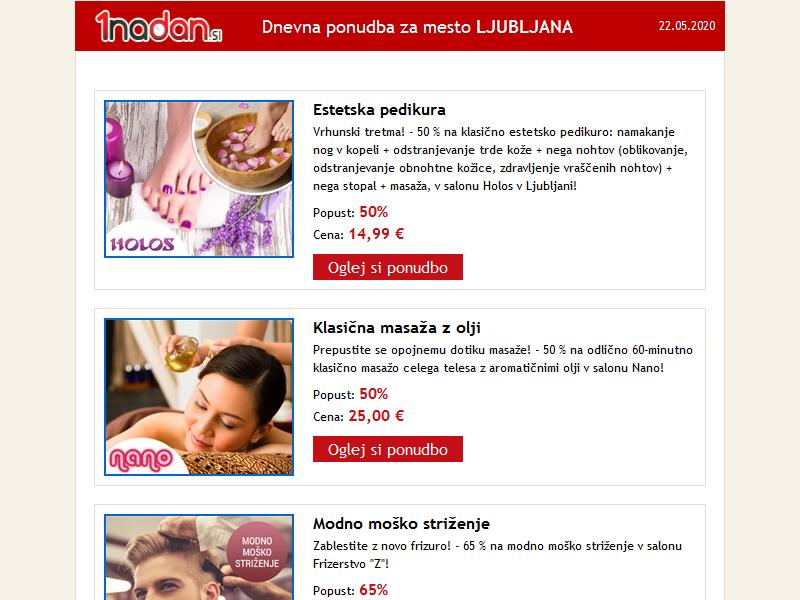 1nadan.si
Dnevna ponudba za mesto LJUBLJANA
22.05.2020
Estetska pedikura
Vrhunski tretma! - 50 % na klasično estetsko pedikuro: namakanje
nog v kopeli + odstranjevanje trde kože + nega nohtov (oblikovanje,
odstranjevanje obnohtne kožice, zdravljenje vraščenih nohtov) +
nega stopal + masaža, v salonu Holos v Ljubljani!
Popust: 50%
Cena: 14,99 €
Oglej si ponudbo
HOLOS
Klasična masaža z olji
Prepustite se opojnemu dotiku masaže! - 50 % na odlično 60-minutno
klasično masažo celega telesa z aromatičnimi olji v salonu Nano!
Popust: 50%
Cena: 25,00 €
Oglej si ponudbo
nano
Modno moško striženje
Zablestite z novo frizuro! - 65 % na modno moško striženje v salonu
Frizerstvo "Z"!
Popust: 65%
MODNO
MOŠKO
STRIŽENJE